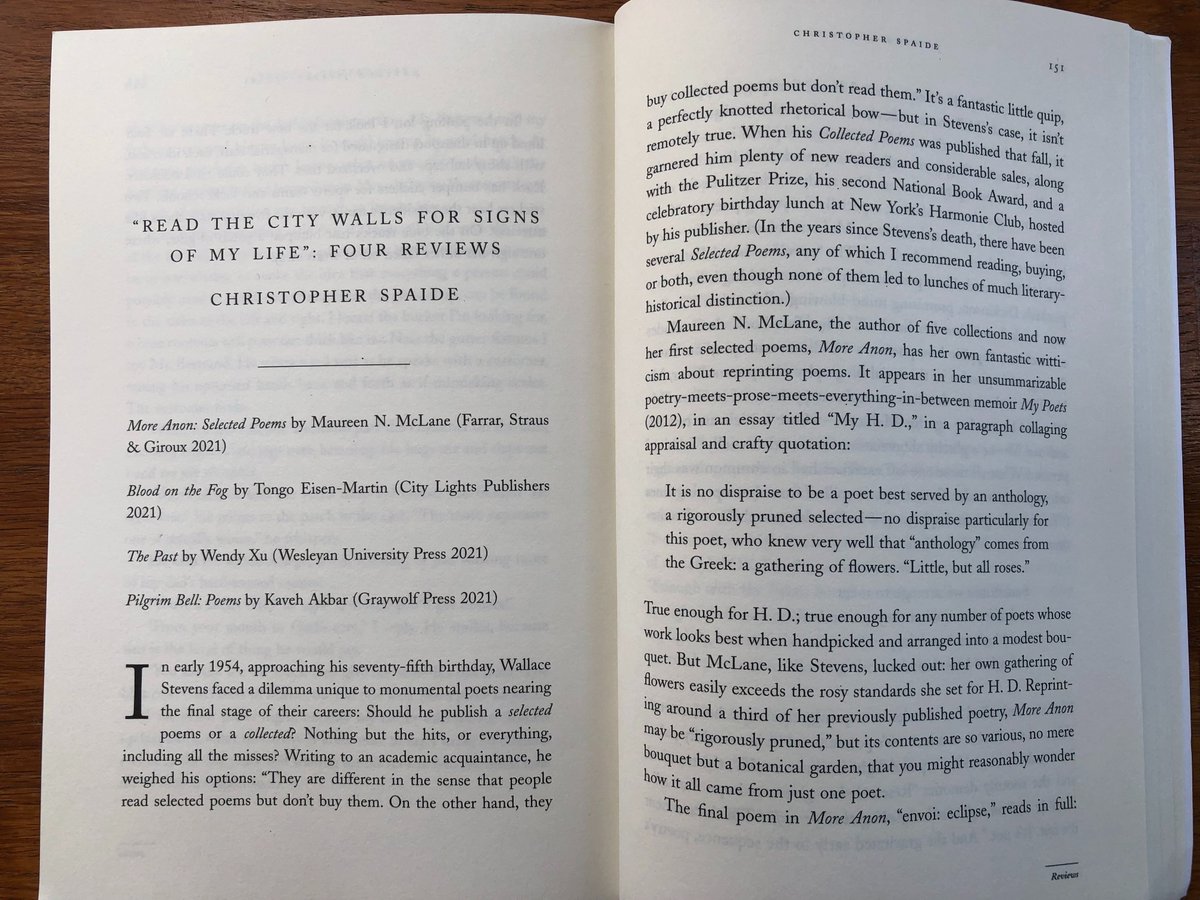 “READ THE CITY WALLS FOR SIGNS
OF MY LIFE”: FOUR REVIEWS
CHRISTOPHER SPAIDE
More Anon: Selected Poems by Maureen N. McLane (Farrar, Straus
& Giroux 2021)
Blood on the Fog by Tongo Eisen-Martin (City Lights Publishers
2021)
The Past by Wendy Xu (Wesleyan University Press 2021)
Pilgrim Bell: Poems by Kaveh Akbar (Graywolf Press 2021)
In early 1954, approaching his seventy-fifth birthday, Wallace
Stevens faced a dilemma unique to monumental poets nearing
the final stage of their careers: Should he publish a selected
poems or a collected? Nothing but the hits, or everything,
including all the misses? Writing to an academic acquaintance, he
weighed his options: “They are different in the sense that people
read selected poems but don’t buy them. On the other hand, they
CHRISTOPHER SPAIDE
151
buy collected poems but don’t read them.” It’s a fantastic little quip,
a perfectly knotted rhetorical bow—but in Stevens’s case, it isn’t
remotely true. When his Collected Poems was published that fall, it
garnered him plenty of new readers and considerable sales, along
with the Pulitzer Prize, his second National Book Award, and a
celebratory birthday lunch at New York’s Harmonie Club, hosted
by his publisher. (In the years since Stevens’s death, there have been
several Selected Poems, any of which I recommend reading, buying,
or both, even though none of them led to lunches of much literary-
historical distinction.)
Maureen N. McLane, the author of five collections and now
her first selected poems, More Anon, has her own fantastic witti-
cism about reprinting poems. It appears in her unsummarizable
poetry-meets-prose-meets-everything-in-between memoir My Poets
(2012), in an essay titled “My H. D.,” in a paragraph collaging
appraisal and crafty quotation:
It is no dispraise to be a poet best served by an anthology,
a rigorously pruned selected—no dispraise particularly for
this poet, who knew very well that “anthology” comes from
the Greek: a gathering of flowers. “Little, but all roses.”
True enough for H. D.; true enough for any number of poets whose
work looks best when handpicked and arranged into a modest bou-
quet. But McLane, like Stevens, lucked out: her own gathering of
flowers easily exceeds the rosy standards she set for H. D. Reprint-
ing around a third of her previously published poetry, More Anon
may be “rigorously pruned,” but its contents are so various, no mere
bouquet but a botanical garden, that you might reasonably wonder
how it all came from just one poet.
The final poem in More Anon, “envoi: eclipse,” reads in full:
Reviews